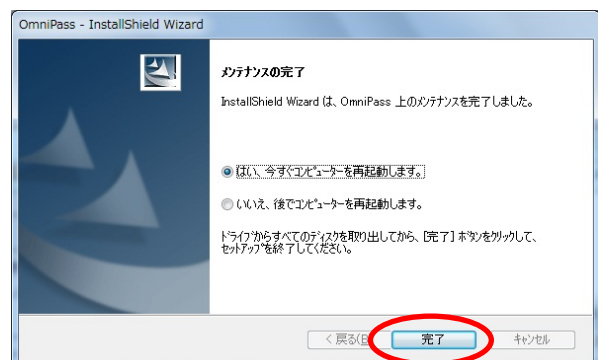 OmniPass - InstallShield Wizard
メンテナンスの完了
InstallShield Wizard は、OmniPass 上のメンテナンスを完了しました。
はい、今すぐコンピューターを再起動します。
いいえ、後でコンピューターを再起動します。
ドライブからすべてのディスクを取り出してから、[完了] ボタンをクリックして、
セットアップを終了してください。
< 戻る(B 完了 キャンセル